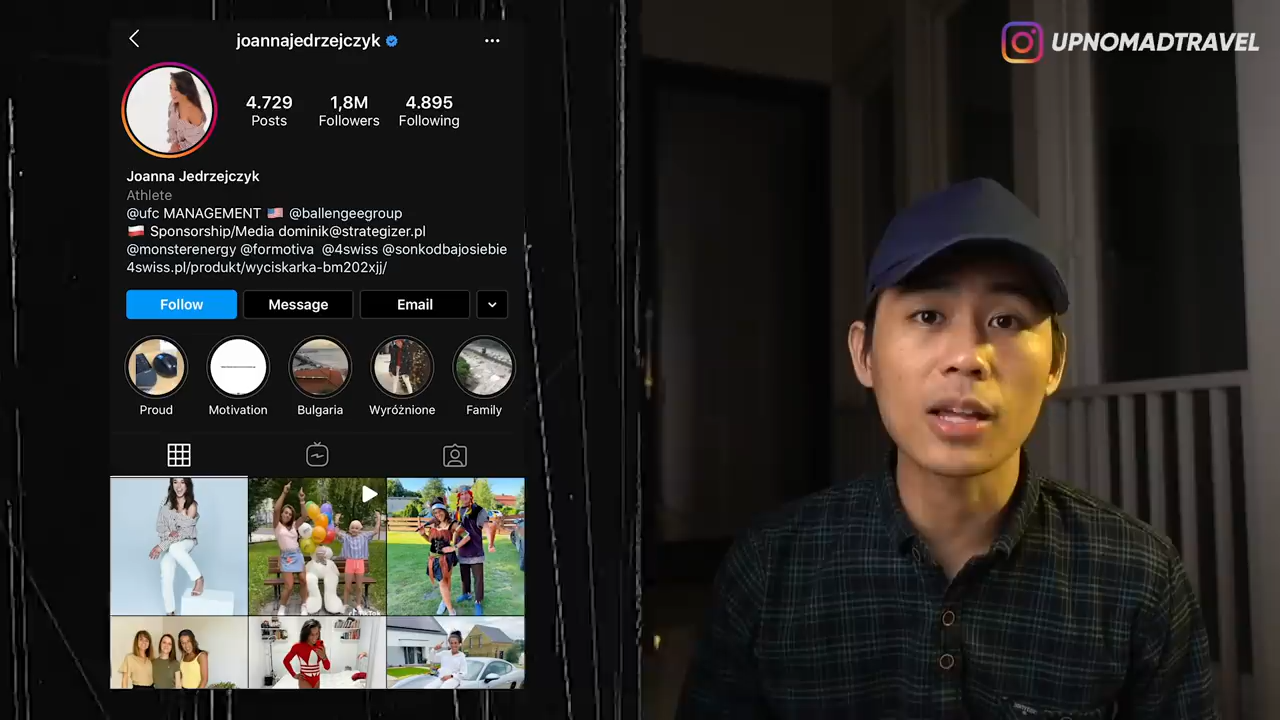 joannajedrzejczyk
4.729 1,8M 4.895
Posts Followers Following
Joanna Jedrzejczyk
Athlete
@ufc MANAGEMENT 🇺🇸 @ballengeegroup
🇵🇱 Sponsorship/Media dominik@strategizer.pl
@monsterenergy @formotiva @4swiss @sonkodbajosiebie
4swiss.pl/produkt/wyciskarka-bm202xjj/
Follow Message Email
Proud Motivation Bulgaria Wyróżnione Family
TikTok
UPNOMADTRAVEL